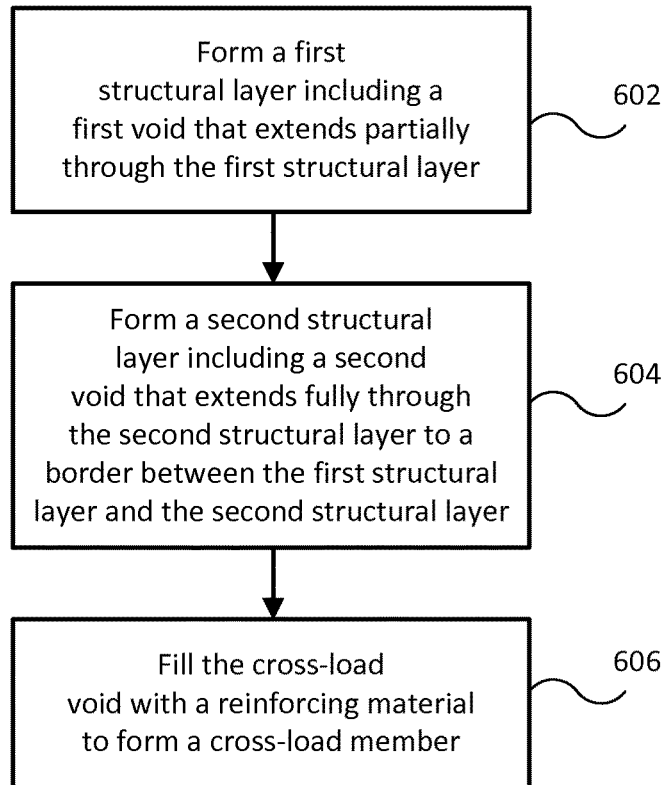 Form a first
structural layer including a
first void that extends partially
through the first structural layer
602
Form a second structural
layer including a second
void that extends fully through
the second structural layer to a
border between the first structural
layer and the second structural layer
604
Fill the cross-load
void with a reinforcing material
to form a cross-load member
606